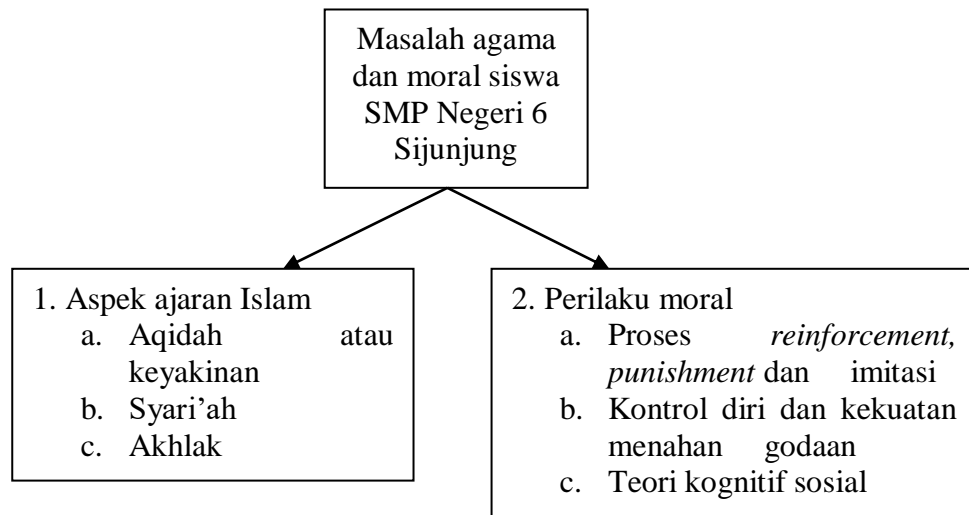 Masalah agama
dan moral siswa
SMP Negeri 6
Sijunjung
1. Aspek ajaran Islam
a. Aqidah atau
keyakinan
b. Syari’ah
c. Akhlak
2. Perilaku moral
a. Proses reinforcement,
punishment dan imitasi
b. Kontrol diri dan kekuatan
menahan godaan
c. Teori kognitif sosial